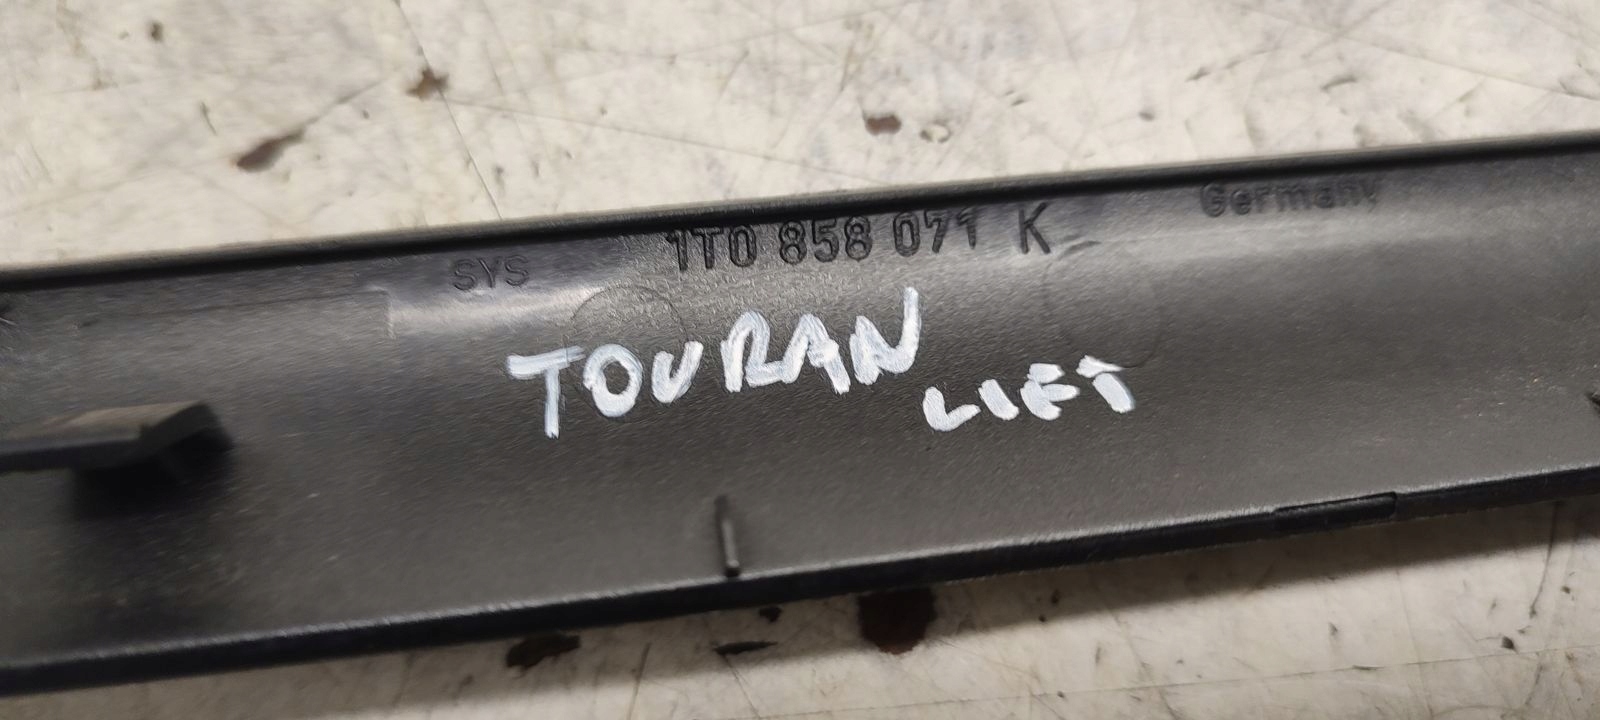 SYS 1T0 858 071 K Germany
TOURAN
LIFT